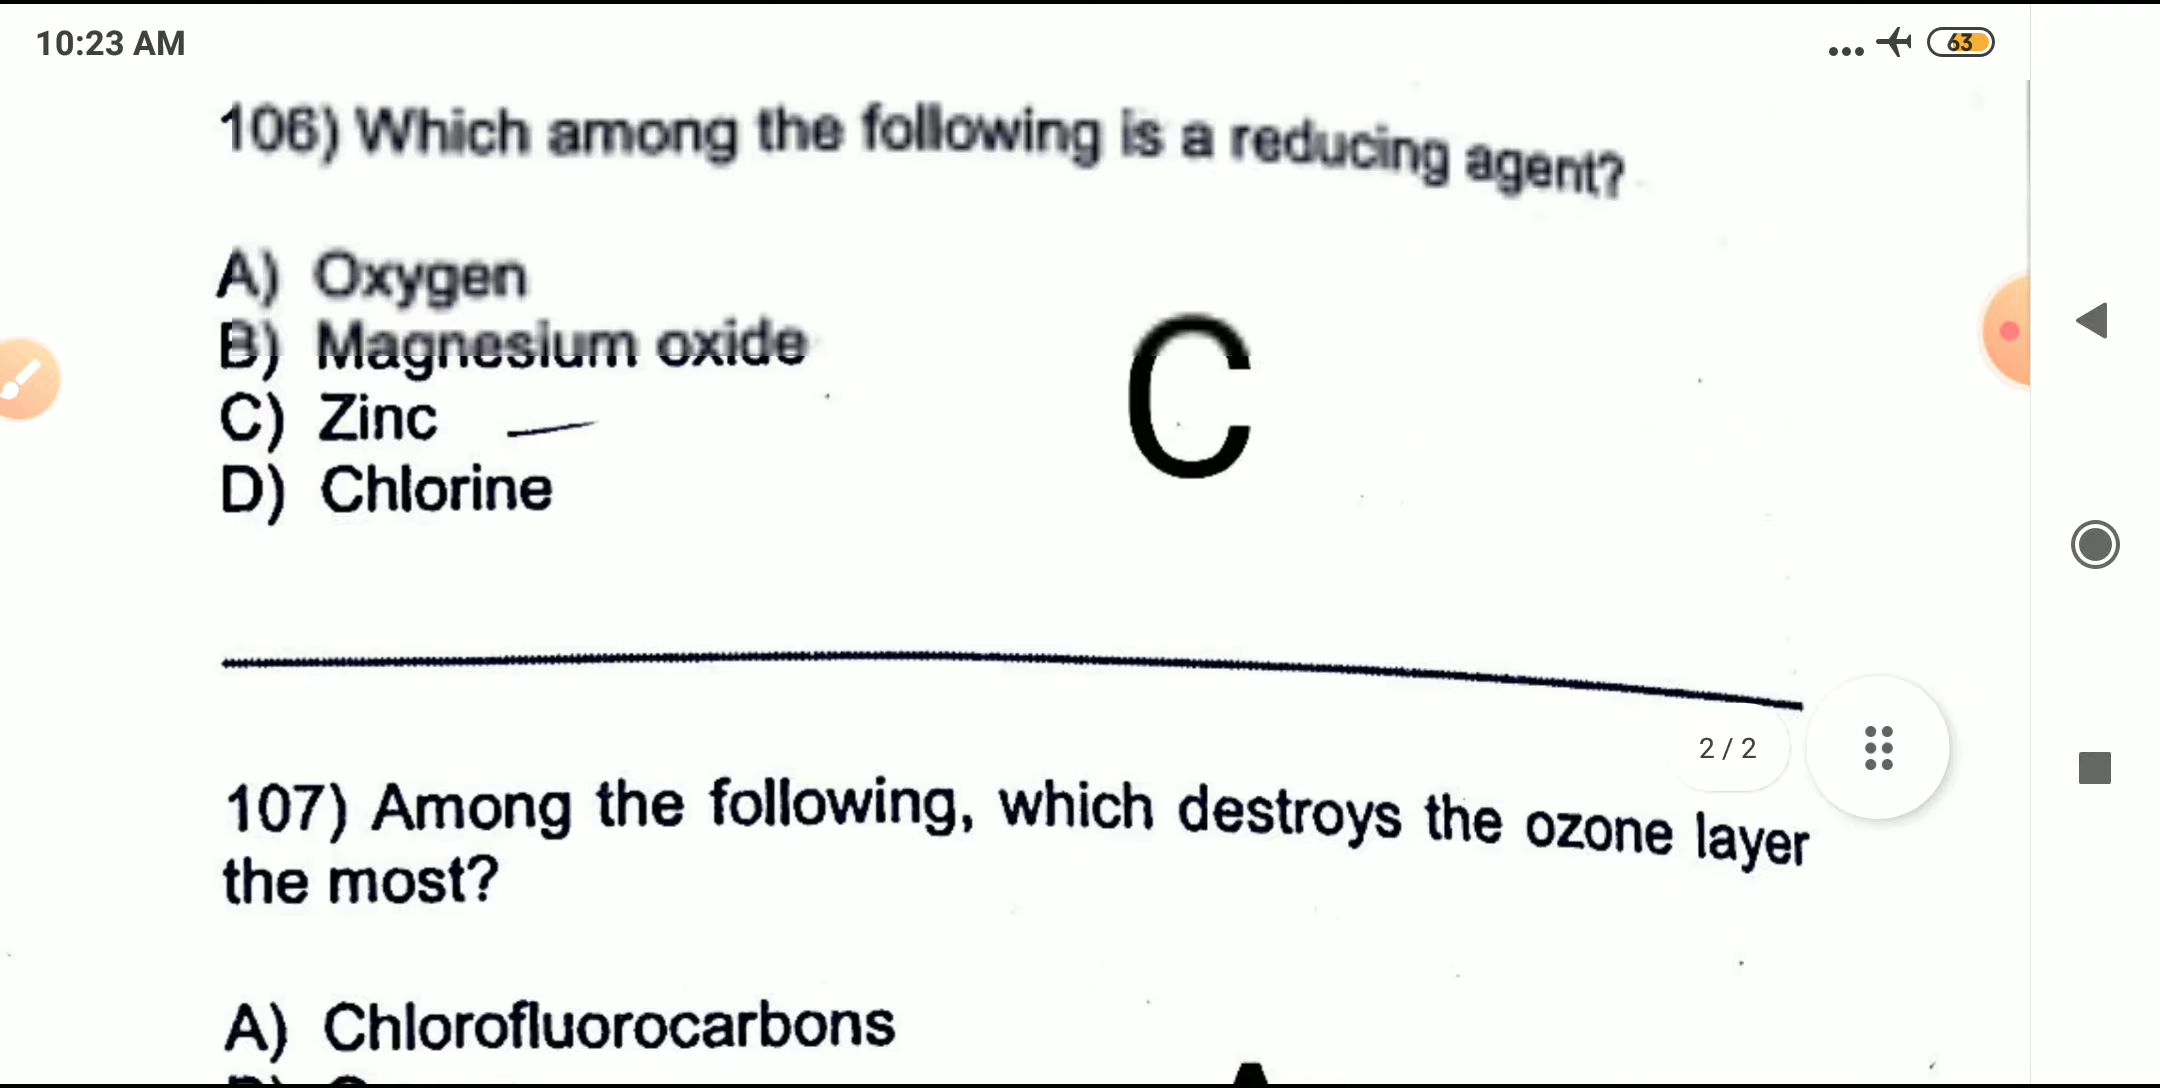 10:23 AM
63
106) Which among the following is a reducing agent?
A) Oxygen
B) Magnesium oxide
C) Zinc
C
D) Chlorine
2 / 2
107) Among the following, which destroys the ozone layer
the most?
A) Chlorofluorocarbons